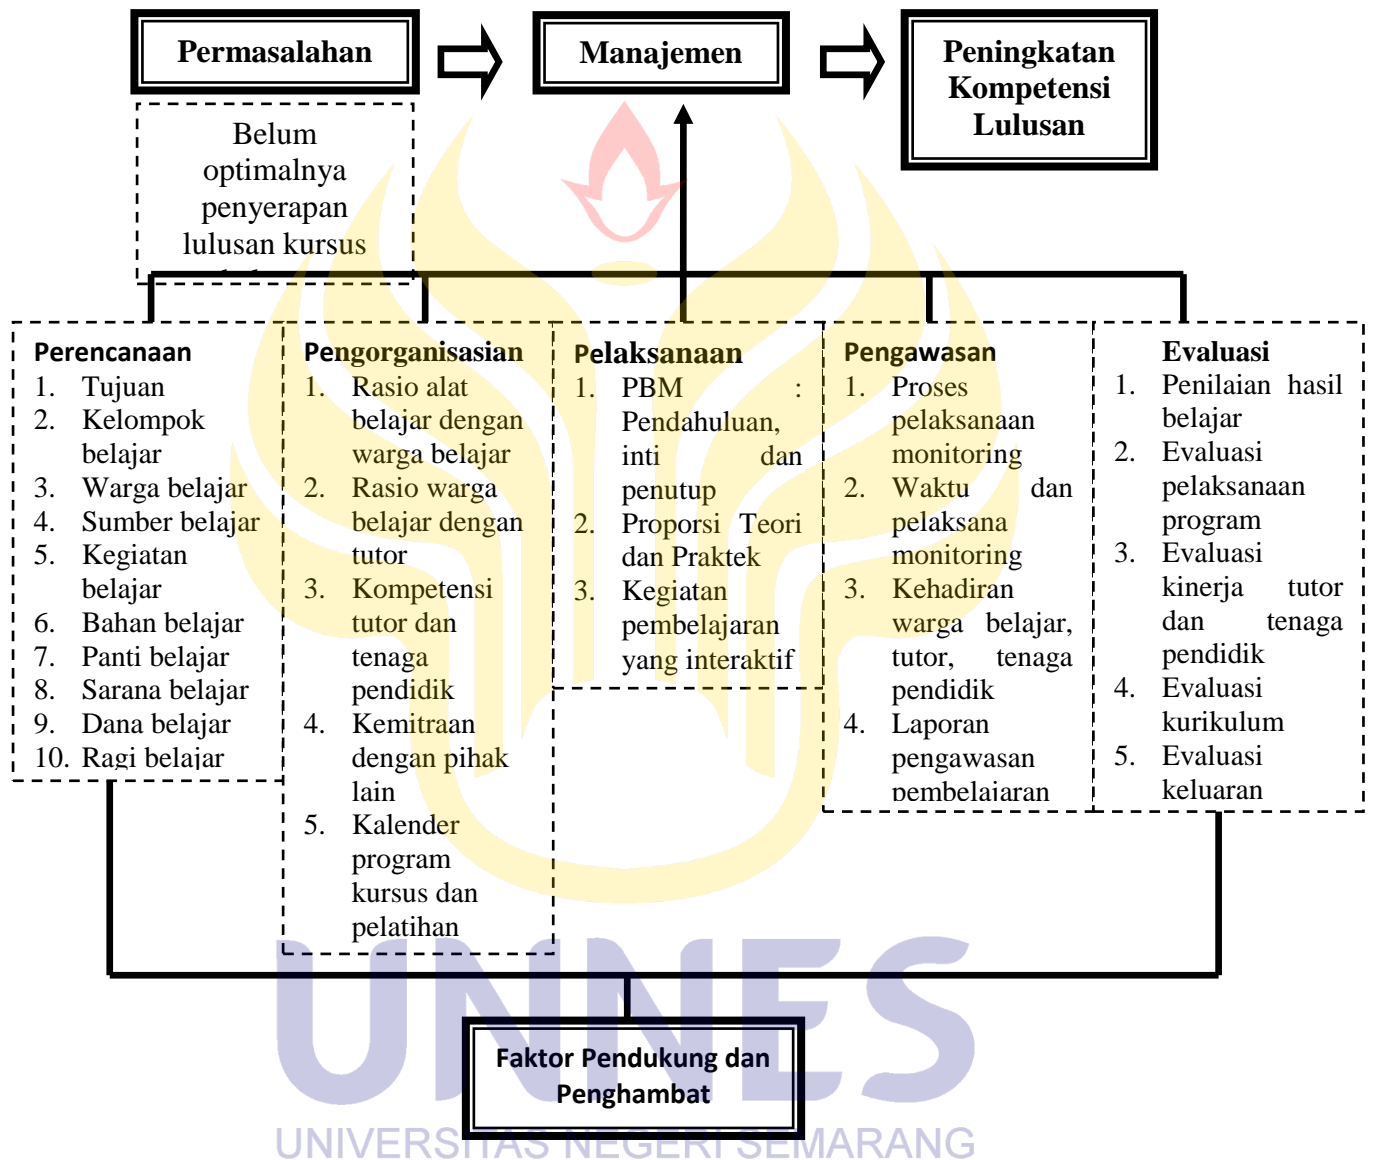 Permasalahan
Manajemen
Peningkatan
Kompetensi
Lulusan
Belum
optimalnya
penyerapan
lulusan kursus
Perencanaan
1. Tujuan
2. Kelompok
belajar
3. Warga belajar
4. Sumber belajar
5. Kegiatan
belajar
6. Bahan belajar
7. Panti belajar
8. Sarana belajar
9. Dana belajar
10. Ragi belajar
Pengorganisasian
1. Rasio alat
belajar dengan
warga belajar
2. Rasio warga
belajar dengan
tutor
3. Kompetensi
tutor dan
tenaga
pendidik
4. Kemitraan
dengan pihak
lain
5. Kalender
program
kursus dan
pelatihan
Pelaksanaan
1. PBM :
Pendahuluan,
inti dan
penutup
2. Proporsi Teori
dan Praktek
3. Kegiatan
pembelajaran
yang interaktif
Pengawasan
1. Proses
pelaksanaan
monitoring
2. Waktu dan
pelaksana
monitoring
3. Kehadiran
warga belajar,
tutor, tenaga
pendidik
4. Laporan
pengawasan
pembelajaran
Evaluasi
1. Penilaian hasil
belajar
2. Evaluasi
pelaksanaan
program
3. Evaluasi
kinerja tutor
dan tenaga
pendidik
4. Evaluasi
kurikulum
5. Evaluasi
keluaran
Faktor Pendukung dan
Penghambat
UNNES
UNIVERSITAS NEGERI SEMARANG